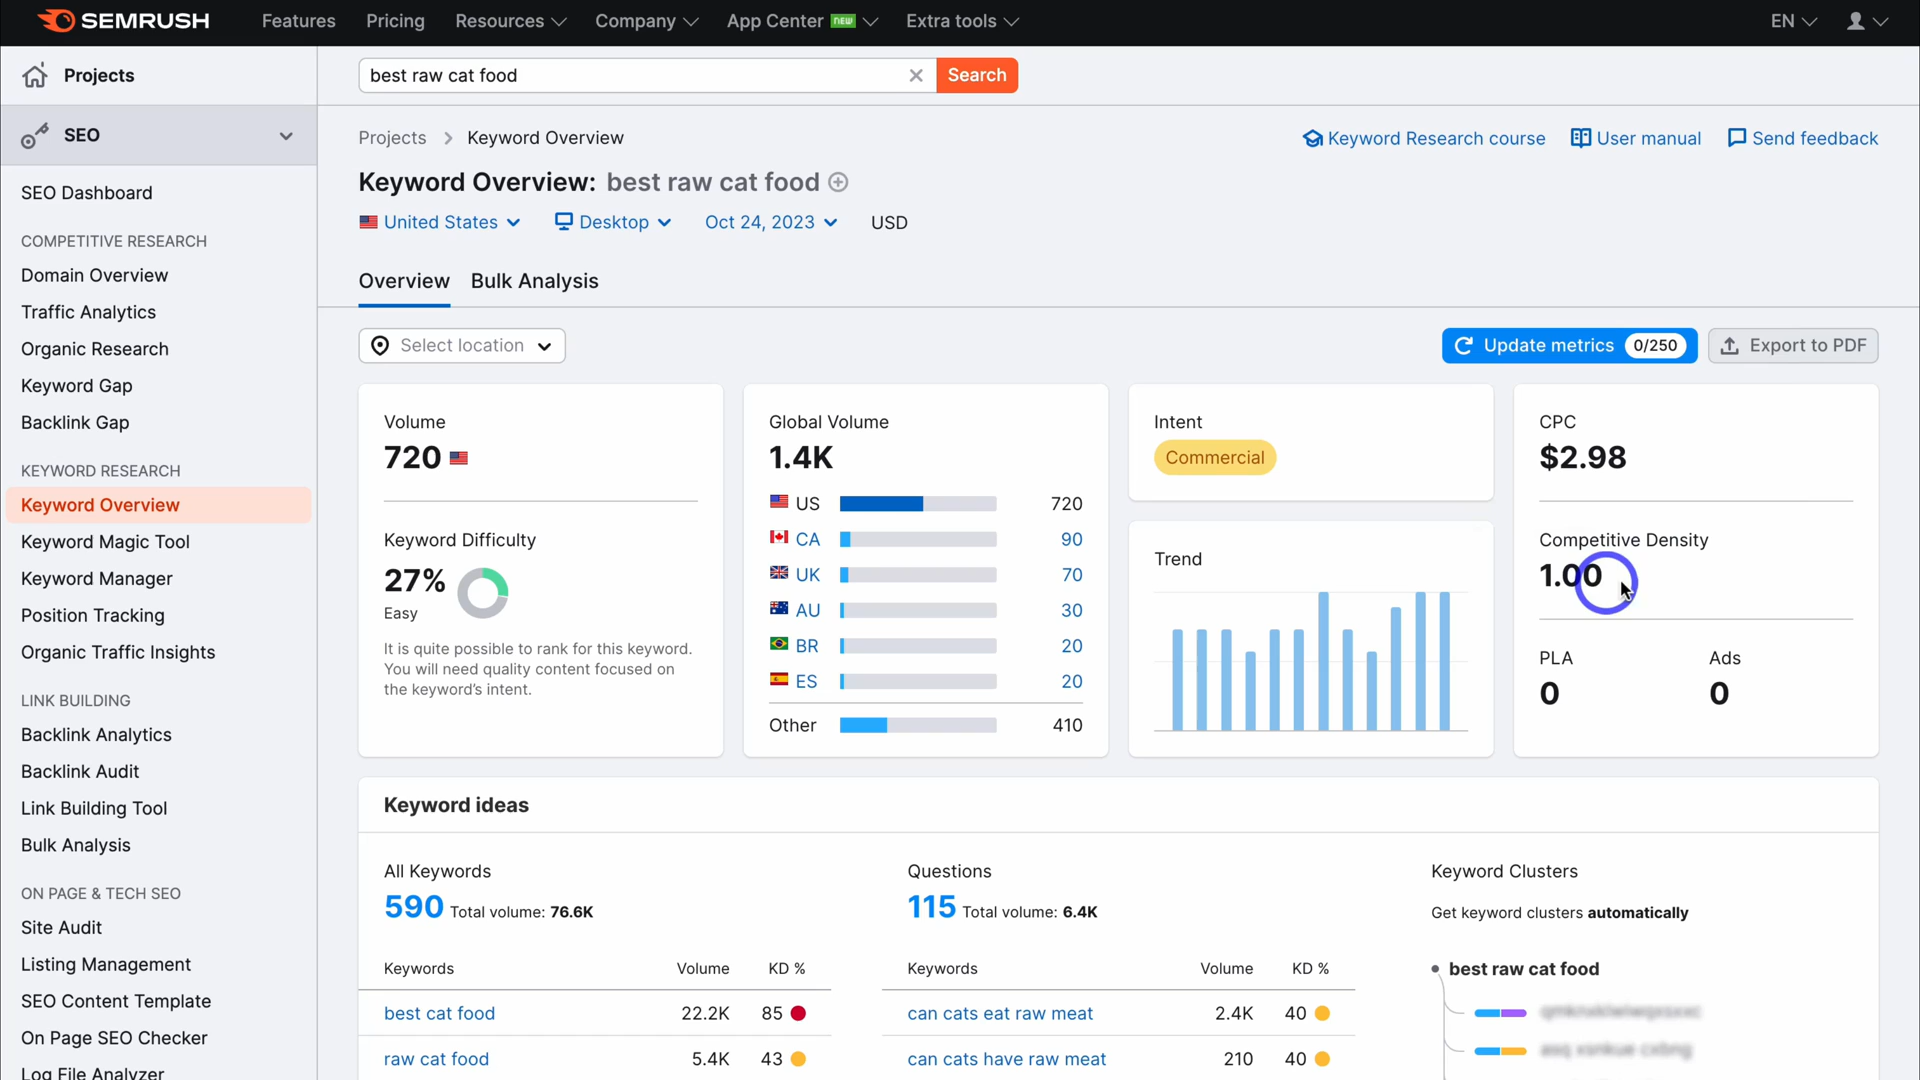 SEMRUSH Features Pricing Resources Company App Center NEW Extra tools EN
Projects
best raw cat food Search
SEO
Projects > Keyword Overview
Keyword Research course User manual Send feedback
Keyword Overview: best raw cat food
United States Desktop Oct 24, 2023 USD
Overview Bulk Analysis
Select location
Update metrics 0/250 Export to PDF
SEO Dashboard
COMPETITIVE RESEARCH
Domain Overview
Traffic Analytics
Organic Research
Keyword Gap
Backlink Gap
KEYWORD RESEARCH
Keyword Overview
Keyword Magic Tool
Keyword Manager
Position Tracking
Organic Traffic Insights
LINK BUILDING
Backlink Analytics
Backlink Audit
Link Building Tool
Bulk Analysis
ON PAGE & TECH SEO
Site Audit
Listing Management
SEO Content Template
On Page SEO Checker
Log File Analyzer
Volume
720
Keyword Difficulty
27%
Easy
It is quite possible to rank for this keyword.
You will need quality content focused on
the keyword's intent.
Global Volume
1.4K
US 720
CA 90
UK 70
AU 30
BR 20
ES 20
Other 410
Intent
Commercial
Trend
CPC
$2.98
Competitive Density
1.00
PLA Ads
0 0
Keyword ideas
All Keywords
590 Total volume: 76.6K
Keywords Volume KD %
best cat food 22.2K 85
raw cat food 5.4K 43
Questions
115 Total volume: 6.4K
Keywords Volume KD %
can cats eat raw meat 2.4K 40
can cats have raw meat 210 40
Keyword Clusters
Get keyword clusters automatically
best raw cat food